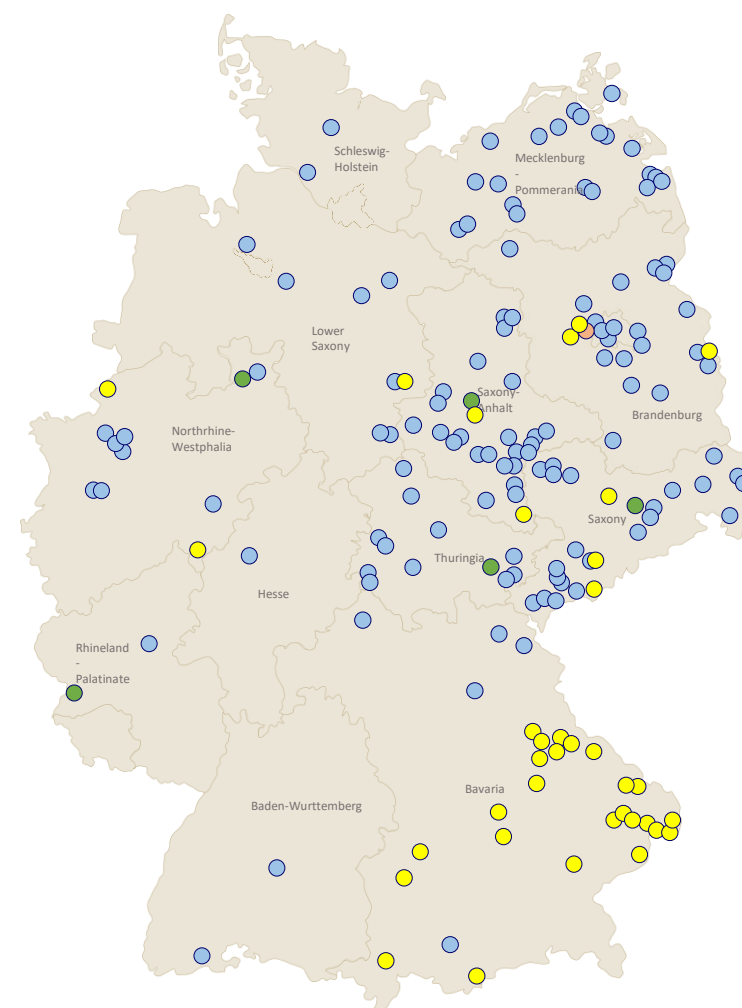 Schleswig-
Holstein
Mecklenburg
-
Pommerania
Lower
Saxony
Saxony-
Anhalt
Brandenburg
Northrhine-
Westphalia
Saxony
Thuringia
Hesse
Rhineland
-
Palatinate
Bavaria
Baden-Wurttemberg